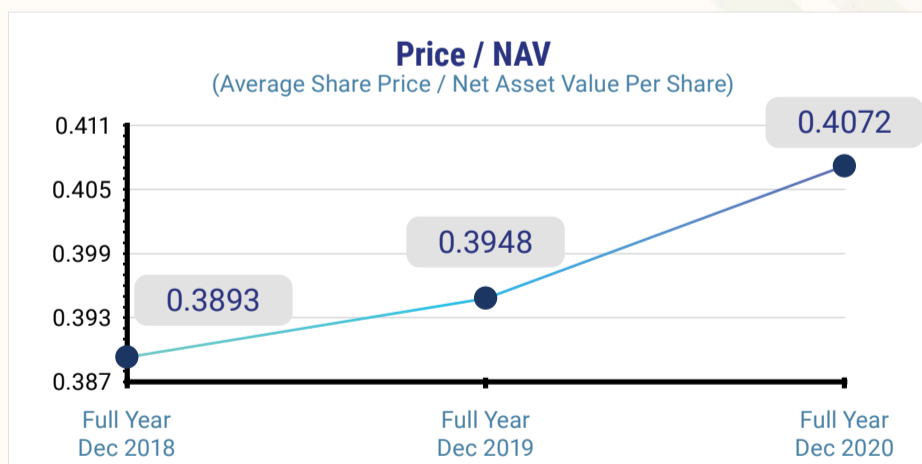 Price / NAV
(Average Share Price / Net Asset Value Per Share)
0.411
0.405
0.399
0.393
0.387
0.3893
0.3948
0.4072
Full Year
Dec 2018
Full Year
Dec 2019
Full Year
Dec 2020